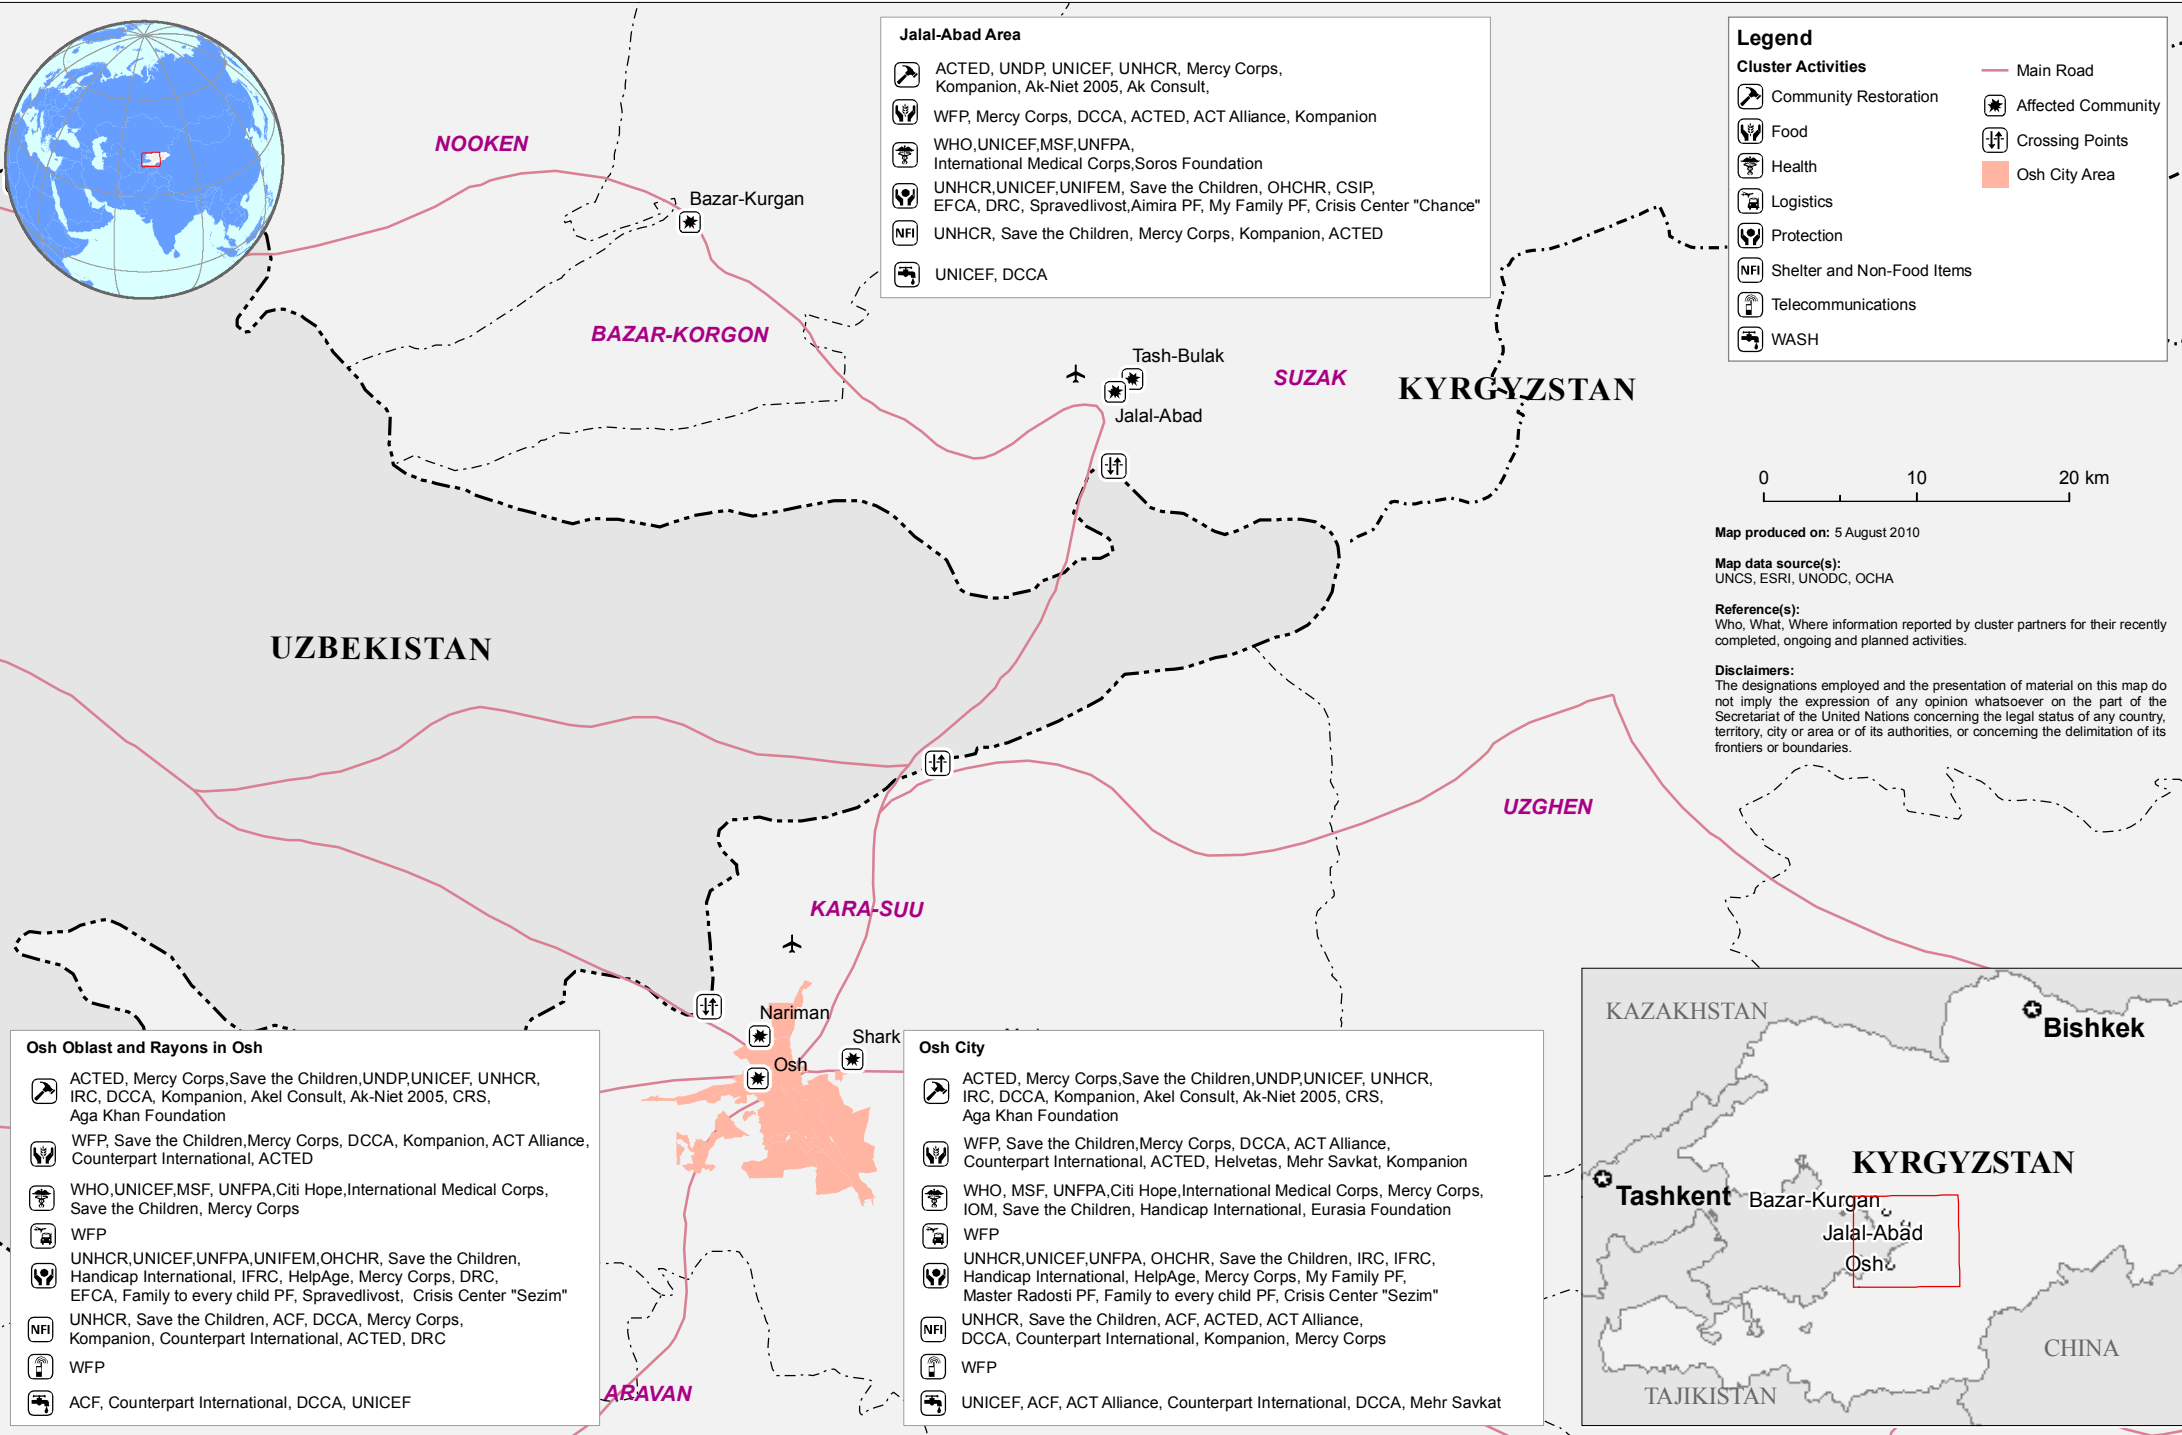 Jalal-Abad Area
ACTED, UNDP, UNICEF, UNHCR, Mercy Corps,
Kompanion, Ak-Niet 2005, Ak Consult,
WFP, Mercy Corps, DCCA, ACTED, ACT Alliance, Kompanion
WHO,UNICEF,MSF,UNFPA,
International Medical Corps,Soros Foundation
UNHCR,UNICEF,UNIFEM, Save the Children, OHCHR, CSIP,
EFCA, DRC, Spravedlivost,Aimira PF, My Family PF, Crisis Center "Chance"
NFI UNHCR, Save the Children, Mercy Corps, Kompanion, ACTED
UNICEF, DCCA
Legend
Cluster Activities
Community Restoration
Food
Health
Logistics
Protection
NFI Shelter and Non-Food Items
Telecommunications
WASH
Main Road
Affected Community
Crossing Points
Osh City Area
NOOKEN
Bazar-Kurgan
BAZAR-KORGON
Tash-Bulak
SUZAK
KYRGYZSTAN
Jalal-Abad
0 10 20 km
Map produced on: 5 August 2010
Map data source(s):
UNCS, ESRI, UNODC, OCHA
Reference(s):
Who, What, Where information reported by cluster partners for their recently
completed, ongoing and planned activities.
Disclaimers:
The designations employed and the presentation of material on this map do
not imply the expression of any opinion whatsoever on the part of the
Secretariat of the United Nations concerning the legal status of any country,
territory, city or area or of its authorities, or concerning the delimitation of its
frontiers or boundaries.
UZBEKISTAN
UZGHEN
KARA-SUU
Nariman
Shark
Osh
ARAVAN
Osh Oblast and Rayons in Osh
ACTED, Mercy Corps,Save the Children,UNDP,UNICEF, UNHCR,
IRC, DCCA, Kompanion, Akel Consult, Ak-Niet 2005, CRS,
Aga Khan Foundation
WFP, Save the Children,Mercy Corps, DCCA, Kompanion, ACT Alliance,
Counterpart International, ACTED
WHO,UNICEF,MSF, UNFPA,Citi Hope,International Medical Corps,
Save the Children, Mercy Corps
WFP
UNHCR,UNICEF,UNFPA,UNIFEM,OHCHR, Save the Children,
Handicap International, IFRC, HelpAge, Mercy Corps, DRC,
EFCA, Family to every child PF, Spravedlivost, Crisis Center "Sezim"
NFI UNHCR, Save the Children, ACF, DCCA, Mercy Corps,
Kompanion, Counterpart International, ACTED, DRC
WFP
ACF, Counterpart International, DCCA, UNICEF
Osh City
ACTED, Mercy Corps,Save the Children,UNDP,UNICEF, UNHCR,
IRC, DCCA, Kompanion, Akel Consult, Ak-Niet 2005, CRS,
Aga Khan Foundation
WFP, Save the Children,Mercy Corps, DCCA, ACT Alliance,
Counterpart International, ACTED, Helvetas, Mehr Savkat, Kompanion
WHO, MSF, UNFPA,Citi Hope,International Medical Corps, Mercy Corps,
IOM, Save the Children, Handicap International, Eurasia Foundation
WFP
UNHCR,UNICEF,UNFPA, OHCHR, Save the Children, IRC, IFRC,
Handicap International, HelpAge, Mercy Corps, My Family PF,
Master Radosti PF, Family to every child PF, Crisis Center "Sezim"
NFI UNHCR, Save the Children, ACF, ACTED, ACT Alliance,
DCCA, Counterpart International, Kompanion, Mercy Corps
WFP
UNICEF, ACF, ACT Alliance, Counterpart International, DCCA, Mehr Savkat
KAZAKHSTAN
Bishkek
KYRGYZSTAN
Tashkent
Bazar-Kurgan
Jalal-Abad
Osh
CHINA
TAJIKISTAN